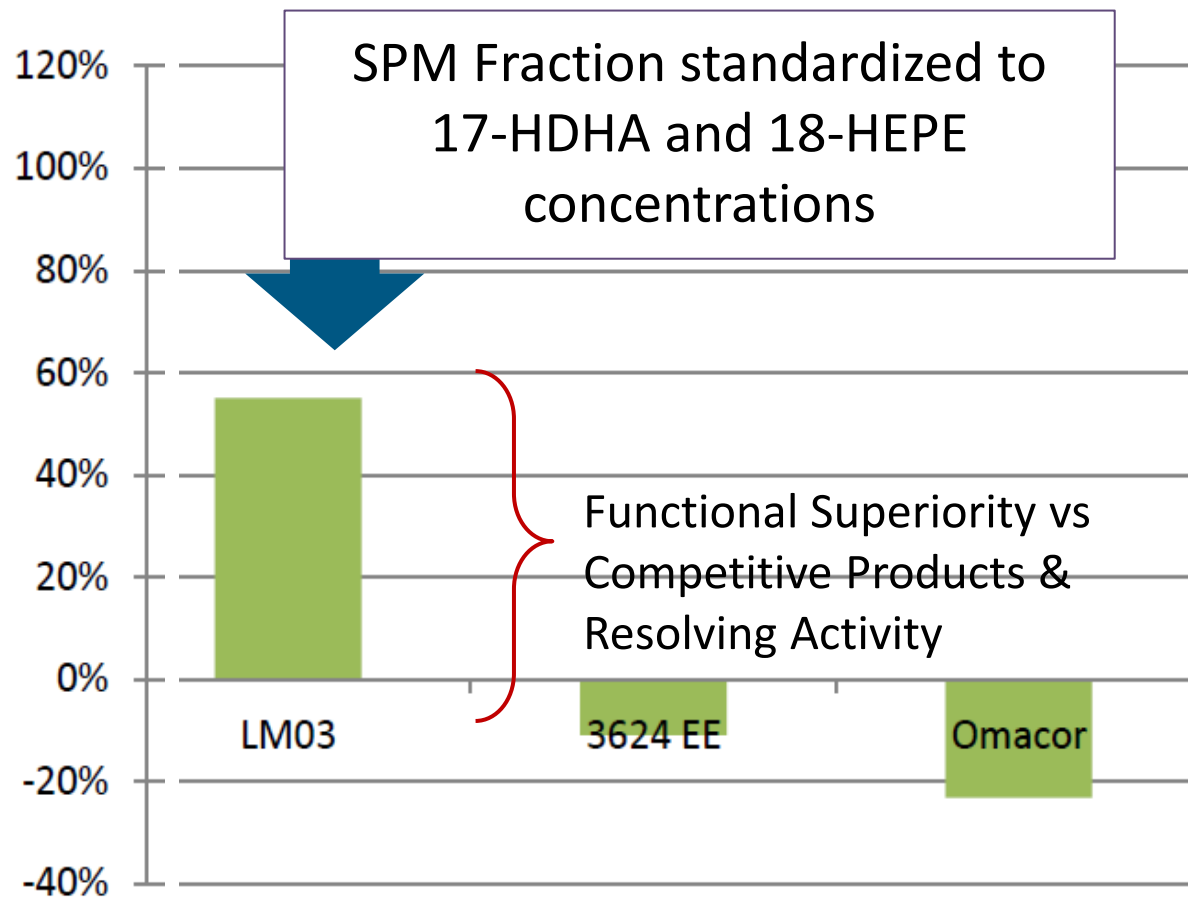 SPM Fraction standardized to
17-HDHA and 18-HEPE
concentrations
120%
100%
80%
60%
40%
20%
0%
-20%
-40%
Functional Superiority vs
Competitive Products &
Resolving Activity
LM03
3624 EE
Omacor